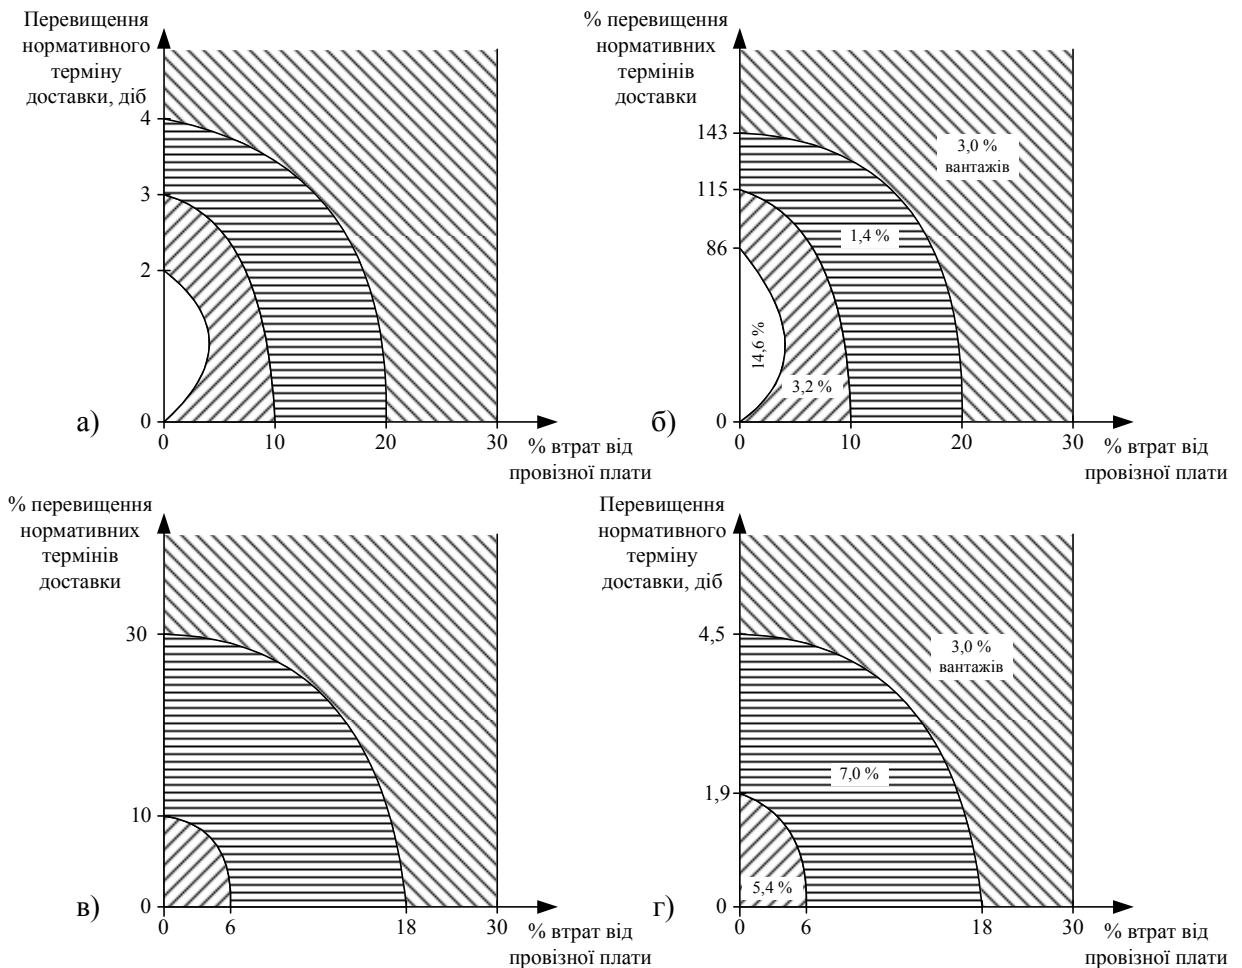 Перевищення
нормативного
терміну
доставки, діб
4
3
2
0
а)
0
10
20
30
% втрат від
провізної плати
% перевищення
нормативних
термінів
доставки
143
115
86
0
б)
3,0 %
вантажів
1,4 %
14,6 %
3,2 %
0
10
20
30
% втрат від
провізної плати
% перевищення
нормативних
термінів
доставки
30
10
0
в)
0
6
18
30
% втрат від
провізної плати
Перевищення
нормативного
терміну
доставки, діб
4,5
1,9
0
г)
3,0 %
вантажів
7,0 %
5,4 %
0
6
18
30
% втрат від
провізної плати